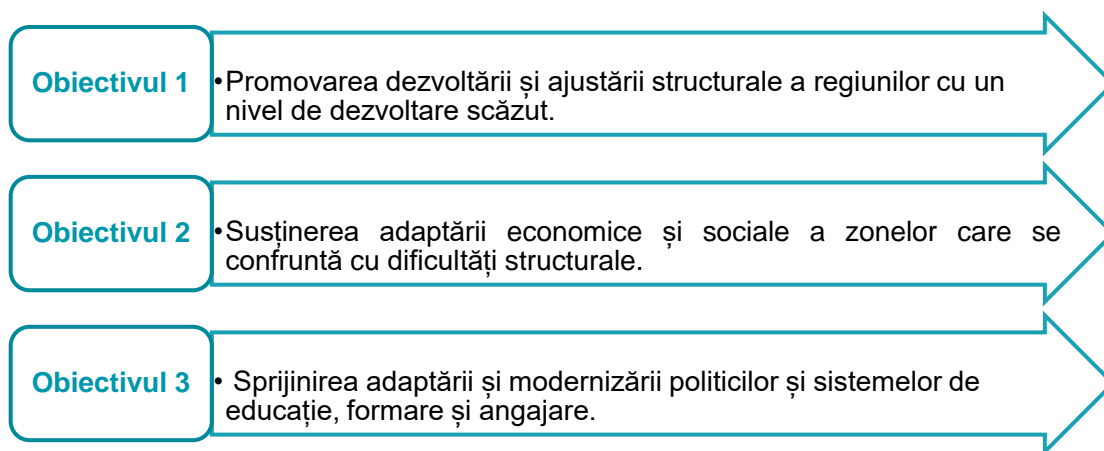 Obiectivul 1
•Promovarea dezvoltării și ajustării structurale a regiunilor cu un
nivel de dezvoltare scăzut.
Obiectivul 2
•Susținerea adaptării economice și sociale a zonelor care se
confruntă cu dificultăți structurale.
Obiectivul 3
• Sprijinirea adaptării și modernizării politicilor și sistemelor de
educație, formare și angajare.